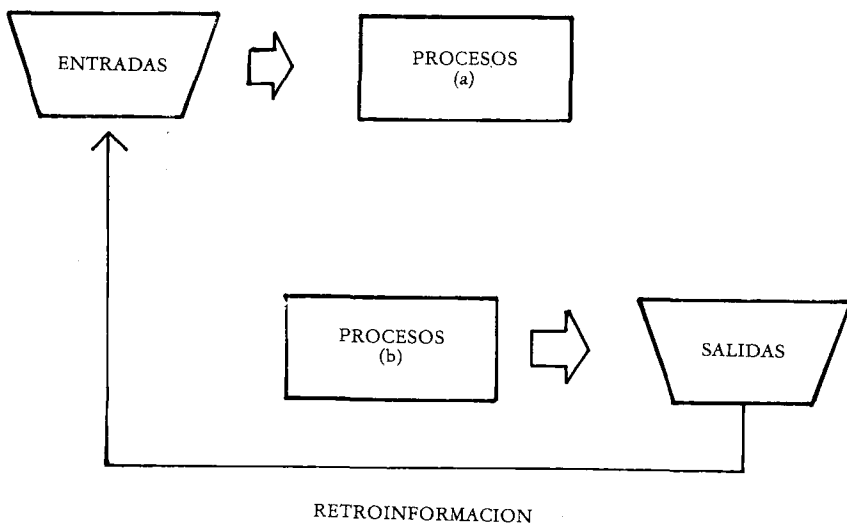 ENTRADAS
PROCESOS
(a)
PROCESOS
(b)
SALIDAS
RETROINFORMACION